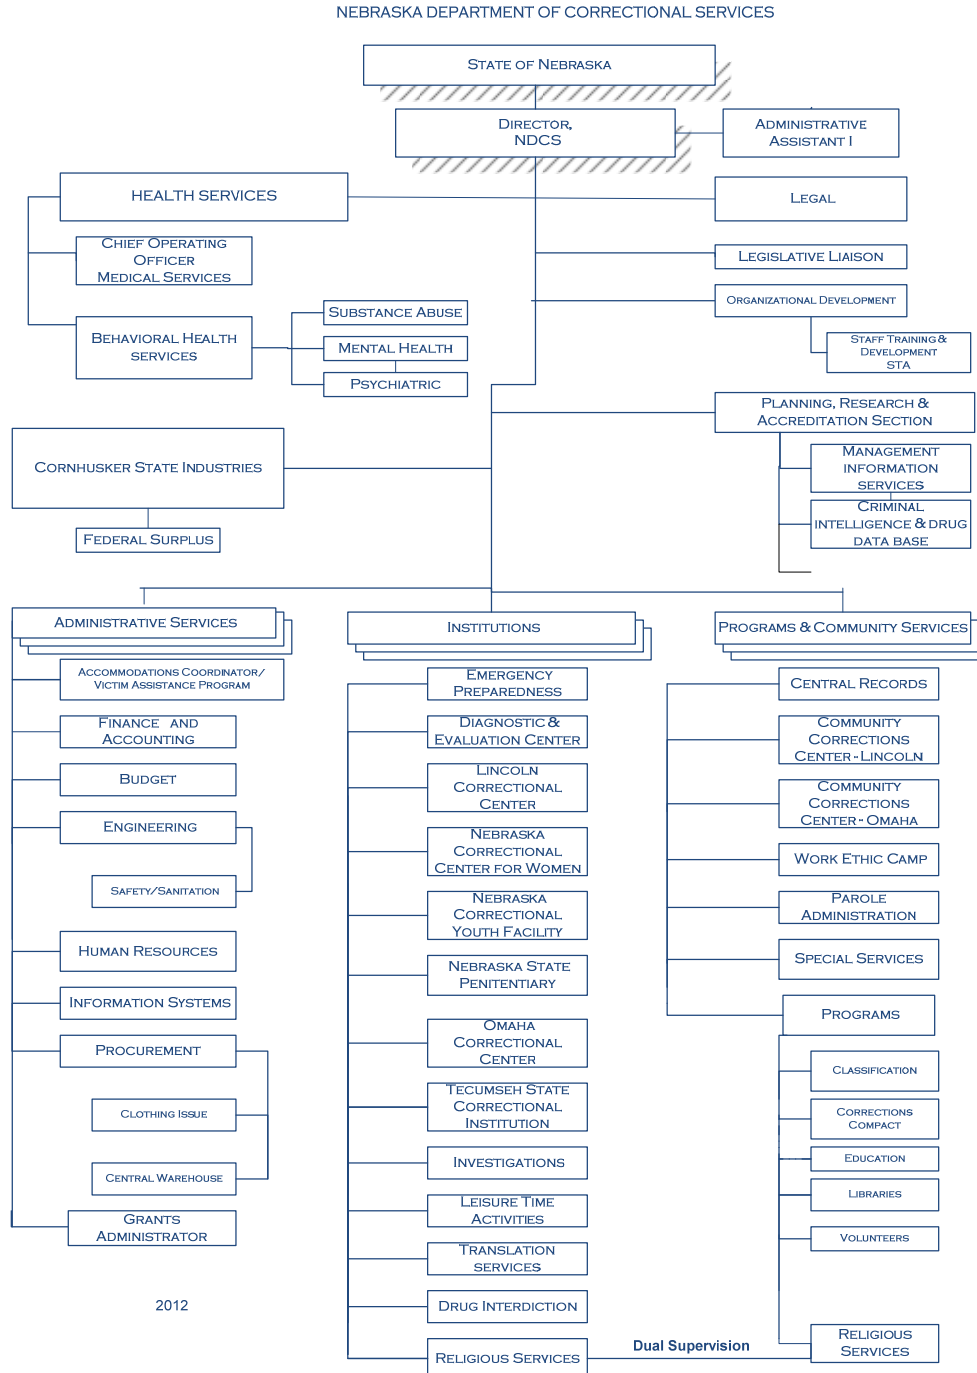 NEBRASKA DEPARTMENT OF CORRECTIONAL SERVICES
STATE OF NEBRASKA
DIRECTOR,
NDCS
ADMINISTRATIVE
ASSISTANT I
HEALTH SERVICES
LEGAL
CHIEF OPERATING
OFFICER
MEDICAL SERVICES
LEGISLATIVE LIAISON
ORGANIZATIONAL DEVELOPMENT
STAFF TRAINING &
DEVELOPMENT
STA
BEHAVIORAL HEALTH
SERVICES
SUBSTANCE ABUSE
MENTAL HEALTH
PSYCHIATRIC
PLANNING, RESEARCH &
ACCREDITATION SECTION
MANAGEMENT
INFORMATION
SERVICES
CRIMINAL
INTELLIGENCE & DRUG
DATA BASE
CORNHUSKER STATE INDUSTRIES
FEDERAL SURPLUS
ADMINISTRATIVE SERVICES
ACCOMMODATIONS COORDINATOR/
VICTIM ASSISTANCE PROGRAM
FINANCE AND
ACCOUNTING
BUDGET
ENGINEERING
SAFETY/SANITATION
HUMAN RESOURCES
INFORMATION SYSTEMS
PROCUREMENT
CLOTHING ISSUE
CENTRAL WAREHOUSE
GRANTS
ADMINISTRATOR
2012
INSTITUTIONS
EMERGENCY
PREPAREDNESS
DIAGNOSTIC &
EVALUATION CENTER
LINCOLN
CORRECTIONAL
CENTER
NEBRASKA
CORRECTIONAL
CENTER FOR WOMEN
NEBRASKA
CORRECTIONAL
YOUTH FACILITY
NEBRASKA STATE
PENITENTIARY
OMAHA
CORRECTIONAL
CENTER
TECUMSEH STATE
CORRECTIONAL
INSTITUTION
INVESTIGATIONS
LEISURE TIME
ACTIVITIES
TRANSLATION
SERVICES
DRUG INTERDICTION
RELIGIOUS SERVICES
Dual Supervision
PROGRAMS & COMMUNITY SERVICES
CENTRAL RECORDS
COMMUNITY
CORRECTIONS
CENTER-LINCOLN
COMMUNITY
CORRECTIONS
CENTER-OMAHA
WORK ETHIC CAMP
PAROLE
ADMINISTRATION
SPECIAL SERVICES
PROGRAMS
CLASSIFICATION
CORRECTIONS
COMPACT
EDUCATION
LIBRARIES
VOLUNTEERS
RELIGIOUS
SERVICES